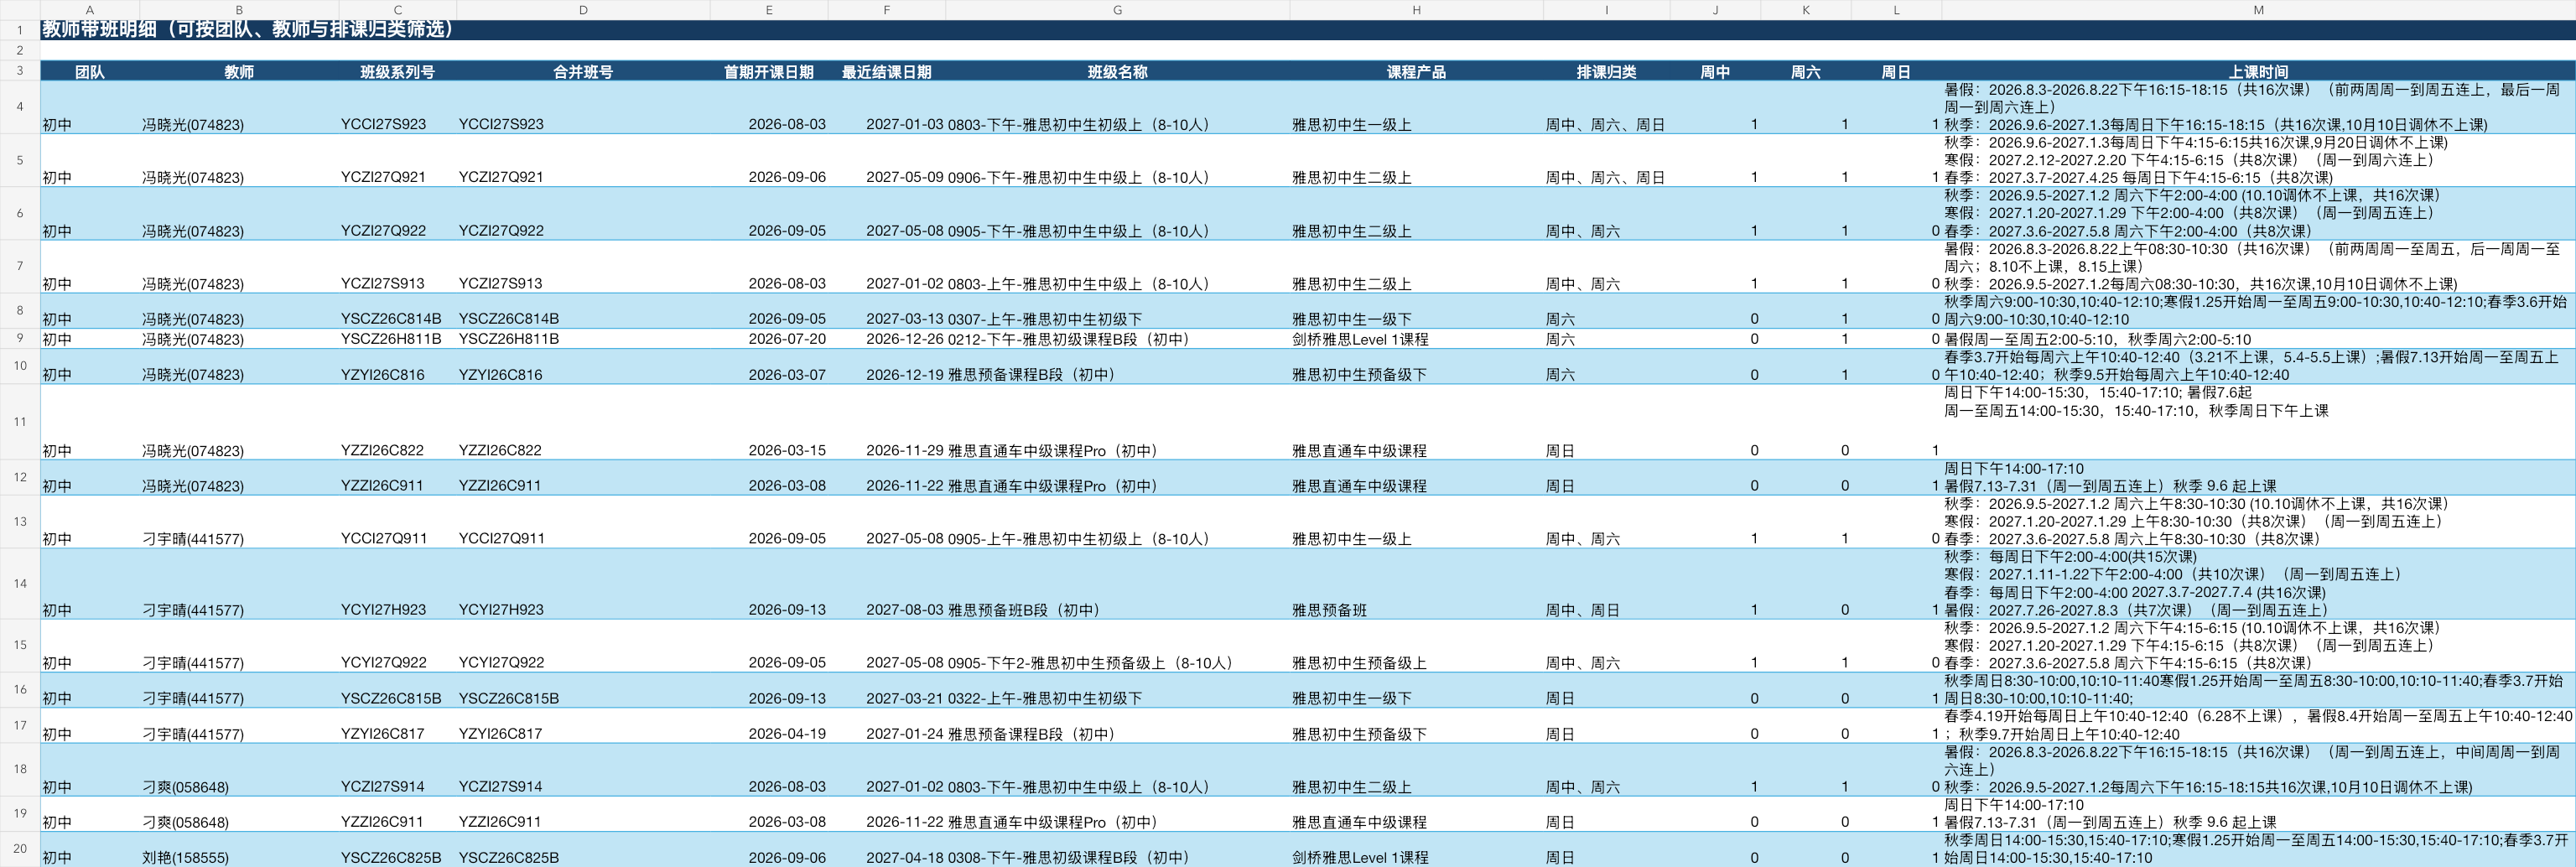 A B C D E F G H I J K L M
1 教师带班明细（可按团队、教师与排课归类筛选）
2
3 团队 教师 班级系列号 合并班号 首期开课日期 最近结课日期 班级名称 课程产品 排课归类 周中 周六 周日 上课时间
暑假：2026.8.3-2026.8.22下午16:15-18:15（共16次课）（前两周周一到周五连上，最后一周
周一到周六连上）
4 初中 冯晓光(074823) YCCI27S923 YCCI27S923 2026-08-03 2027-01-03 0803-下午-雅思初中生初级上（8-10人） 雅思初中生一级上 周中、周六、周日 1 1 1 秋季：2026.9.6-2027.1.3每周日下午16:15-18:15（共16次课,10月10日调休不上课)
秋季：2026.9.6-2027.1.3每周日下午4:15-6:15共16次课,9月20日调休不上课)
寒假：2027.2.12-2027.2.20 下午4:15-6:15（共8次课）（周一到周六连上）
5 初中 冯晓光(074823) YCZI27Q921 YCZI27Q921 2026-09-06 2027-05-09 0906-下午-雅思初中生中级上（8-10人） 雅思初中生二级上 周中、周六、周日 1 1 1 春季：2027.3.7-2027.4.25 每周日下午4:15-6:15（共8次课)
秋季：2026.9.5-2027.1.2 周六下午2:00-4:00 (10.10调休不上课，共16次课）
寒假：2027.1.20-2027.1.29 下午2:00-4:00（共8次课）（周一到周五连上）
6 初中 冯晓光(074823) YCZI27Q922 YCZI27Q922 2026-09-05 2027-05-08 0905-下午-雅思初中生中级上（8-10人） 雅思初中生二级上 周中、周六 1 1 0 春季：2027.3.6-2027.5.8 周六下午2:00-4:00（共8次课）
暑假：2026.8.3-2026.8.22上午08:30-10:30（共16次课）（前两周周一至周五，后一周周一至
周六；8.10不上课，8.15上课）
7 初中 冯晓光(074823) YCZI27S913 YCZI27S913 2026-08-03 2027-01-02 0803-上午-雅思初中生中级上（8-10人） 雅思初中生二级上 周中、周六 1 1 0 秋季：2026.9.5-2027.1.2每周六08:30-10:30，共16次课,10月10日调休不上课)
秋季周六9:00-10:30,10:40-12:10;寒假1.25开始周一至周五9:00-10:30,10:40-12:10;春季3.6开始
8 初中 冯晓光(074823) YSCZ26C814B YSCZ26C814B 2026-09-05 2027-03-13 0307-上午-雅思初中生初级下 雅思初中生一级下 周六 0 1 0 周六9:00-10:30,10:40-12:10
9 初中 冯晓光(074823) YSCZ26H811B YSCZ26H811B 2026-07-20 2026-12-26 0212-下午-雅思初级课程B段（初中） 剑桥雅思Level 1课程 周六 0 1 0 暑假周一至周五2:00-5:10，秋季周六2:00-5:10
春季3.7开始每周六上午10:40-12:40（3.21不上课，5.4-5.5上课）;暑假7.13开始周一至周五上
10 初中 冯晓光(074823) YZYI26C816 YZYI26C816 2026-03-07 2026-12-19 雅思预备课程B段（初中） 雅思初中生预备级下 周六 0 1 0 午10:40-12:40；秋季9.5开始每周六上午10:40-12:40
周日下午14:00-15:30，15:40-17:10; 暑假7.6起
周一至周五14:00-15:30，15:40-17:10，秋季周日下午上课
11 初中 冯晓光(074823) YZZI26C822 YZZI26C822 2026-03-15 2026-11-29 雅思直通车中级课程Pro（初中） 雅思直通车中级课程 周日 0 0 1
周日下午14:00-17:10
12 初中 冯晓光(074823) YZZI26C911 YZZI26C911 2026-03-08 2026-11-22 雅思直通车中级课程Pro（初中） 雅思直通车中级课程 周日 0 0 1 暑假7.13-7.31（周一到周五连上）秋季 9.6 起上课
秋季：2026.9.5-2027.1.2 周六上午8:30-10:30 (10.10调休不上课，共16次课）
寒假：2027.1.20-2027.1.29 上午8:30-10:30（共8次课）（周一到周五连上）
13 初中 刁宇晴(441577) YCCI27Q911 YCCI27Q911 2026-09-05 2027-05-08 0905-上午-雅思初中生初级上（8-10人） 雅思初中生一级上 周中、周六 1 1 0 春季：2027.3.6-2027.5.8 周六上午8:30-10:30（共8次课）
秋季：每周日下午2:00-4:00(共15次课)
寒假：2027.1.11-1.22下午2:00-4:00（共10次课）（周一到周五连上）
春季：每周日下午2:00-4:00 2027.3.7-2027.7.4 (共16次课)
14 初中 刁宇晴(441577) YCYI27H923 YCYI27H923 2026-09-13 2027-08-03 雅思预备班B段（初中） 雅思预备班 周中、周日 1 0 1 暑假：2027.7.26-2027.8.3（共7次课）（周一到周五连上）
秋季：2026.9.5-2027.1.2 周六下午4:15-6:15 (10.10调休不上课，共16次课）
寒假：2027.1.20-2027.1.29 下午4:15-6:15（共8次课）（周一到周五连上）
15 初中 刁宇晴(441577) YCYI27Q922 YCYI27Q922 2026-09-05 2027-05-08 0905-下午2-雅思初中生预备级上（8-10人） 雅思初中生预备级上 周中、周六 1 1 0 春季：2027.3.6-2027.5.8 周六下午4:15-6:15（共8次课）
秋季周日8:30-10:00,10:10-11:40寒假1.25开始周一至周五8:30-10:00,10:10-11:40;春季3.7开始
16 初中 刁宇晴(441577) YSCZ26C815B YSCZ26C815B 2026-09-13 2027-03-21 0322-上午-雅思初中生初级下 雅思初中生一级下 周日 0 0 1 周日8:30-10:00,10:10-11:40;
春季4.19开始每周日上午10:40-12:40（6.28不上课），暑假8.4开始周一至周五上午10:40-12:40
17 初中 刁宇晴(441577) YZYI26C817 YZYI26C817 2026-04-19 2027-01-24 雅思预备课程B段（初中） 雅思初中生预备级下 周日 0 0 1 ；秋季9.7开始周日上午10:40-12:40
暑假：2026.8.3-2026.8.22下午16:15-18:15（共16次课）（周一到周五连上，中间周周一到周
六连上）
18 初中 刁爽(058648) YCZI27S914 YCZI27S914 2026-08-03 2027-01-02 0803-下午-雅思初中生中级上（8-10人） 雅思初中生二级上 周中、周六 1 1 0 秋季：2026.9.5-2027.1.2每周六下午16:15-18:15共16次课,10月10日调休不上课)
周日下午14:00-17:10
19 初中 刁爽(058648) YZZI26C911 YZZI26C911 2026-03-08 2026-11-22 雅思直通车中级课程Pro（初中） 雅思直通车中级课程 周日 0 0 1 暑假7.13-7.31（周一到周五连上）秋季 9.6 起上课
秋季周日14:00-15:30,15:40-17:10;寒假1.25开始周一至周五14:00-15:30,15:40-17:10;春季3.7开
20 初中 刘艳(158555) YSCZ26C825B YSCZ26C825B 2026-09-06 2027-04-18 0308-下午-雅思初级课程B段（初中） 剑桥雅思Level 1课程 周日 0 0 1 始周日14:00-15:30,15:40-17:10